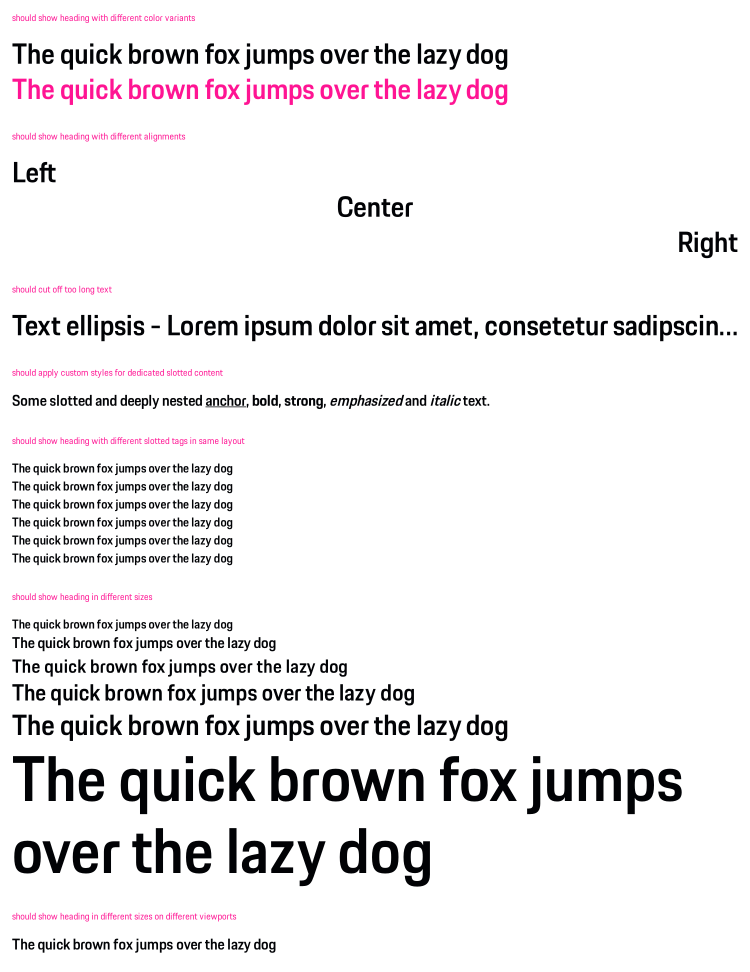 should show heading with different color variants
The quick brown fox jumps over the lazy dog
The quick brown fox jumps over the lazy dog
should show heading with different alignments
Left
Center
Right
should cut off too long text
Text ellipsis - Lorem ipsum dolor sit amet, consetetur sadipscin...
should apply custom styles for dedicated slotted content
Some slotted and deeply nested anchor, bold, strong, emphasized and italic text.
should show heading with different slotted tags in same layout
The quick brown fox jumps over the lazy dog
The quick brown fox jumps over the lazy dog
The quick brown fox jumps over the lazy dog
The quick brown fox jumps over the lazy dog
The quick brown fox jumps over the lazy dog
The quick brown fox jumps over the lazy dog
should show heading in different sizes
The quick brown fox jumps over the lazy dog
The quick brown fox jumps over the lazy dog
The quick brown fox jumps over the lazy dog
The quick brown fox jumps over the lazy dog
The quick brown fox jumps over the lazy dog
The quick brown fox jumps
over the lazy dog
should show heading in different sizes on different viewports
The quick brown fox jumps over the lazy dog